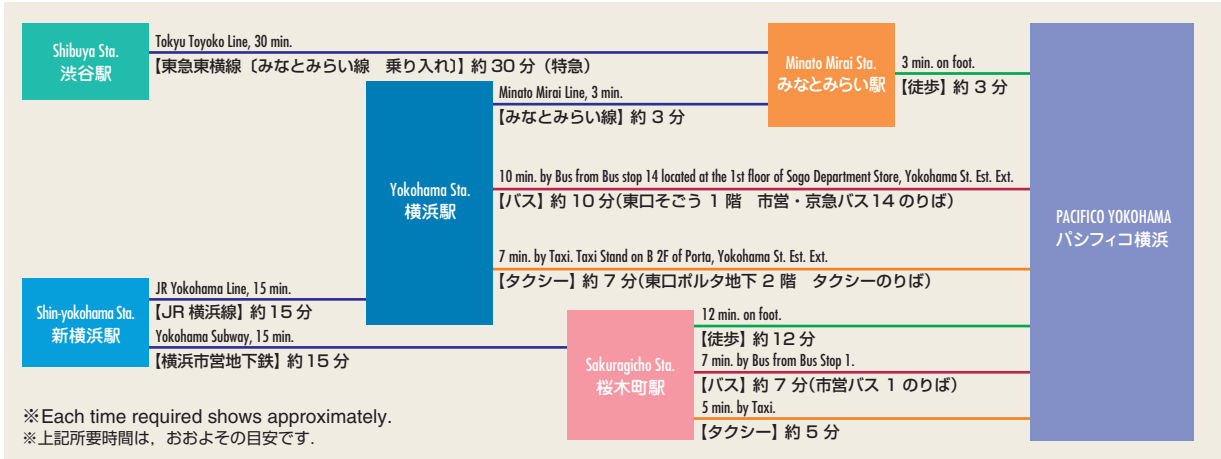 Shibuya Sta.
渋谷駅
Tokyu Toyoko Line, 30 min.
【東急東横線〔みなとみらい線　乗り入れ〕】約30分（特急）
Minato Mirai Sta.
みなとみらい駅
3 min. on foot.
【徒歩】約 3 分
Minato Mirai Line, 3 min.
【みなとみらい線】約 3 分
Yokohama Sta.
横浜駅
10 min. by Bus from Bus stop 14 located at the 1st floor of Sogo Department Store, Yokohama St. Est. Ext.
【バス】約10分(東口そごう 1 階　市営・京急バス14のりば)
7 min. by Taxi. Taxi Stand on B 2F of Porta, Yokohama St. Est. Ext.
【タクシー】約 7 分(東口ポルタ地下 2 階　タクシーのりば)
PACIFICO YOKOHAMA
パシフィコ横浜
Shin-yokohama Sta.
新横浜駅
JR Yokohama Line, 15 min.
【JR 横浜線】約15分
Yokohama Subway, 15 min.
【横浜市営地下鉄】約15分
Sakuragicho Sta.
桜木町駅
12 min. on foot.
【徒歩】約12分
7 min. by Bus from Bus Stop 1.
【バス】約 7 分(市営バス 1 のりば)
5 min. by Taxi.
【タクシー】約 5 分
※Each time required shows approximately.
※上記所要時間は，おおよその目安です.